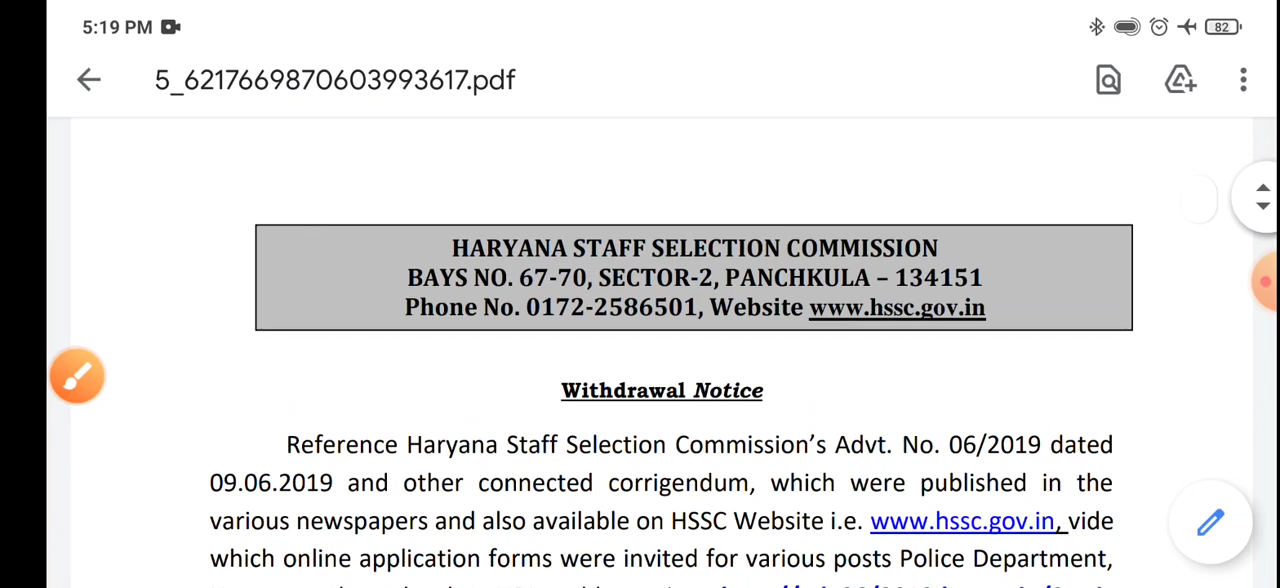 5:19 PM
82
5_6217669870603993617.pdf
HARYANA STAFF SELECTION COMMISSION
BAYS NO. 67-70, SECTOR-2, PANCHKULA – 134151
Phone No. 0172-2586501, Website www.hssc.gov.in
Withdrawal Notice
Reference Haryana Staff Selection Commission’s Advt. No. 06/2019 dated
09.06.2019 and other connected corrigendum, which were published in the
various newspapers and also available on HSSC Website i.e. www.hssc.gov.in, vide
which online application forms were invited for various posts Police Department,